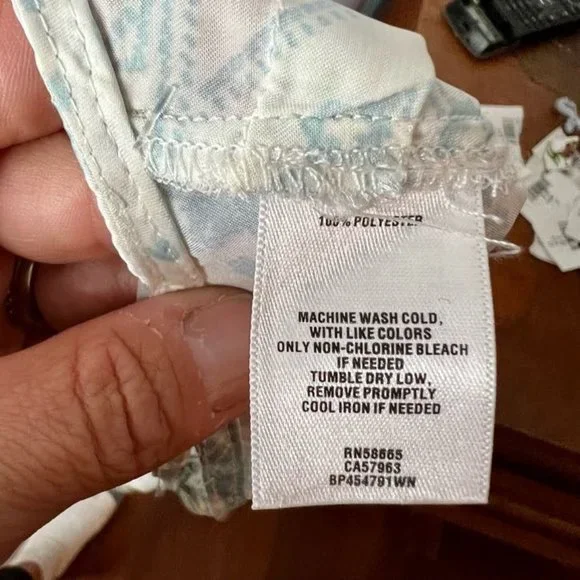 100% POLYESTER
MACHINE WASH COLD,
WITH LIKE COLORS
ONLY NON-CHLORINE BLEACH
IF NEEDED
TUMBLE DRY LOW,
REMOVE PROMPTLY
COOL IRON IF NEEDED
RN58665
CA57963
BP454791WN